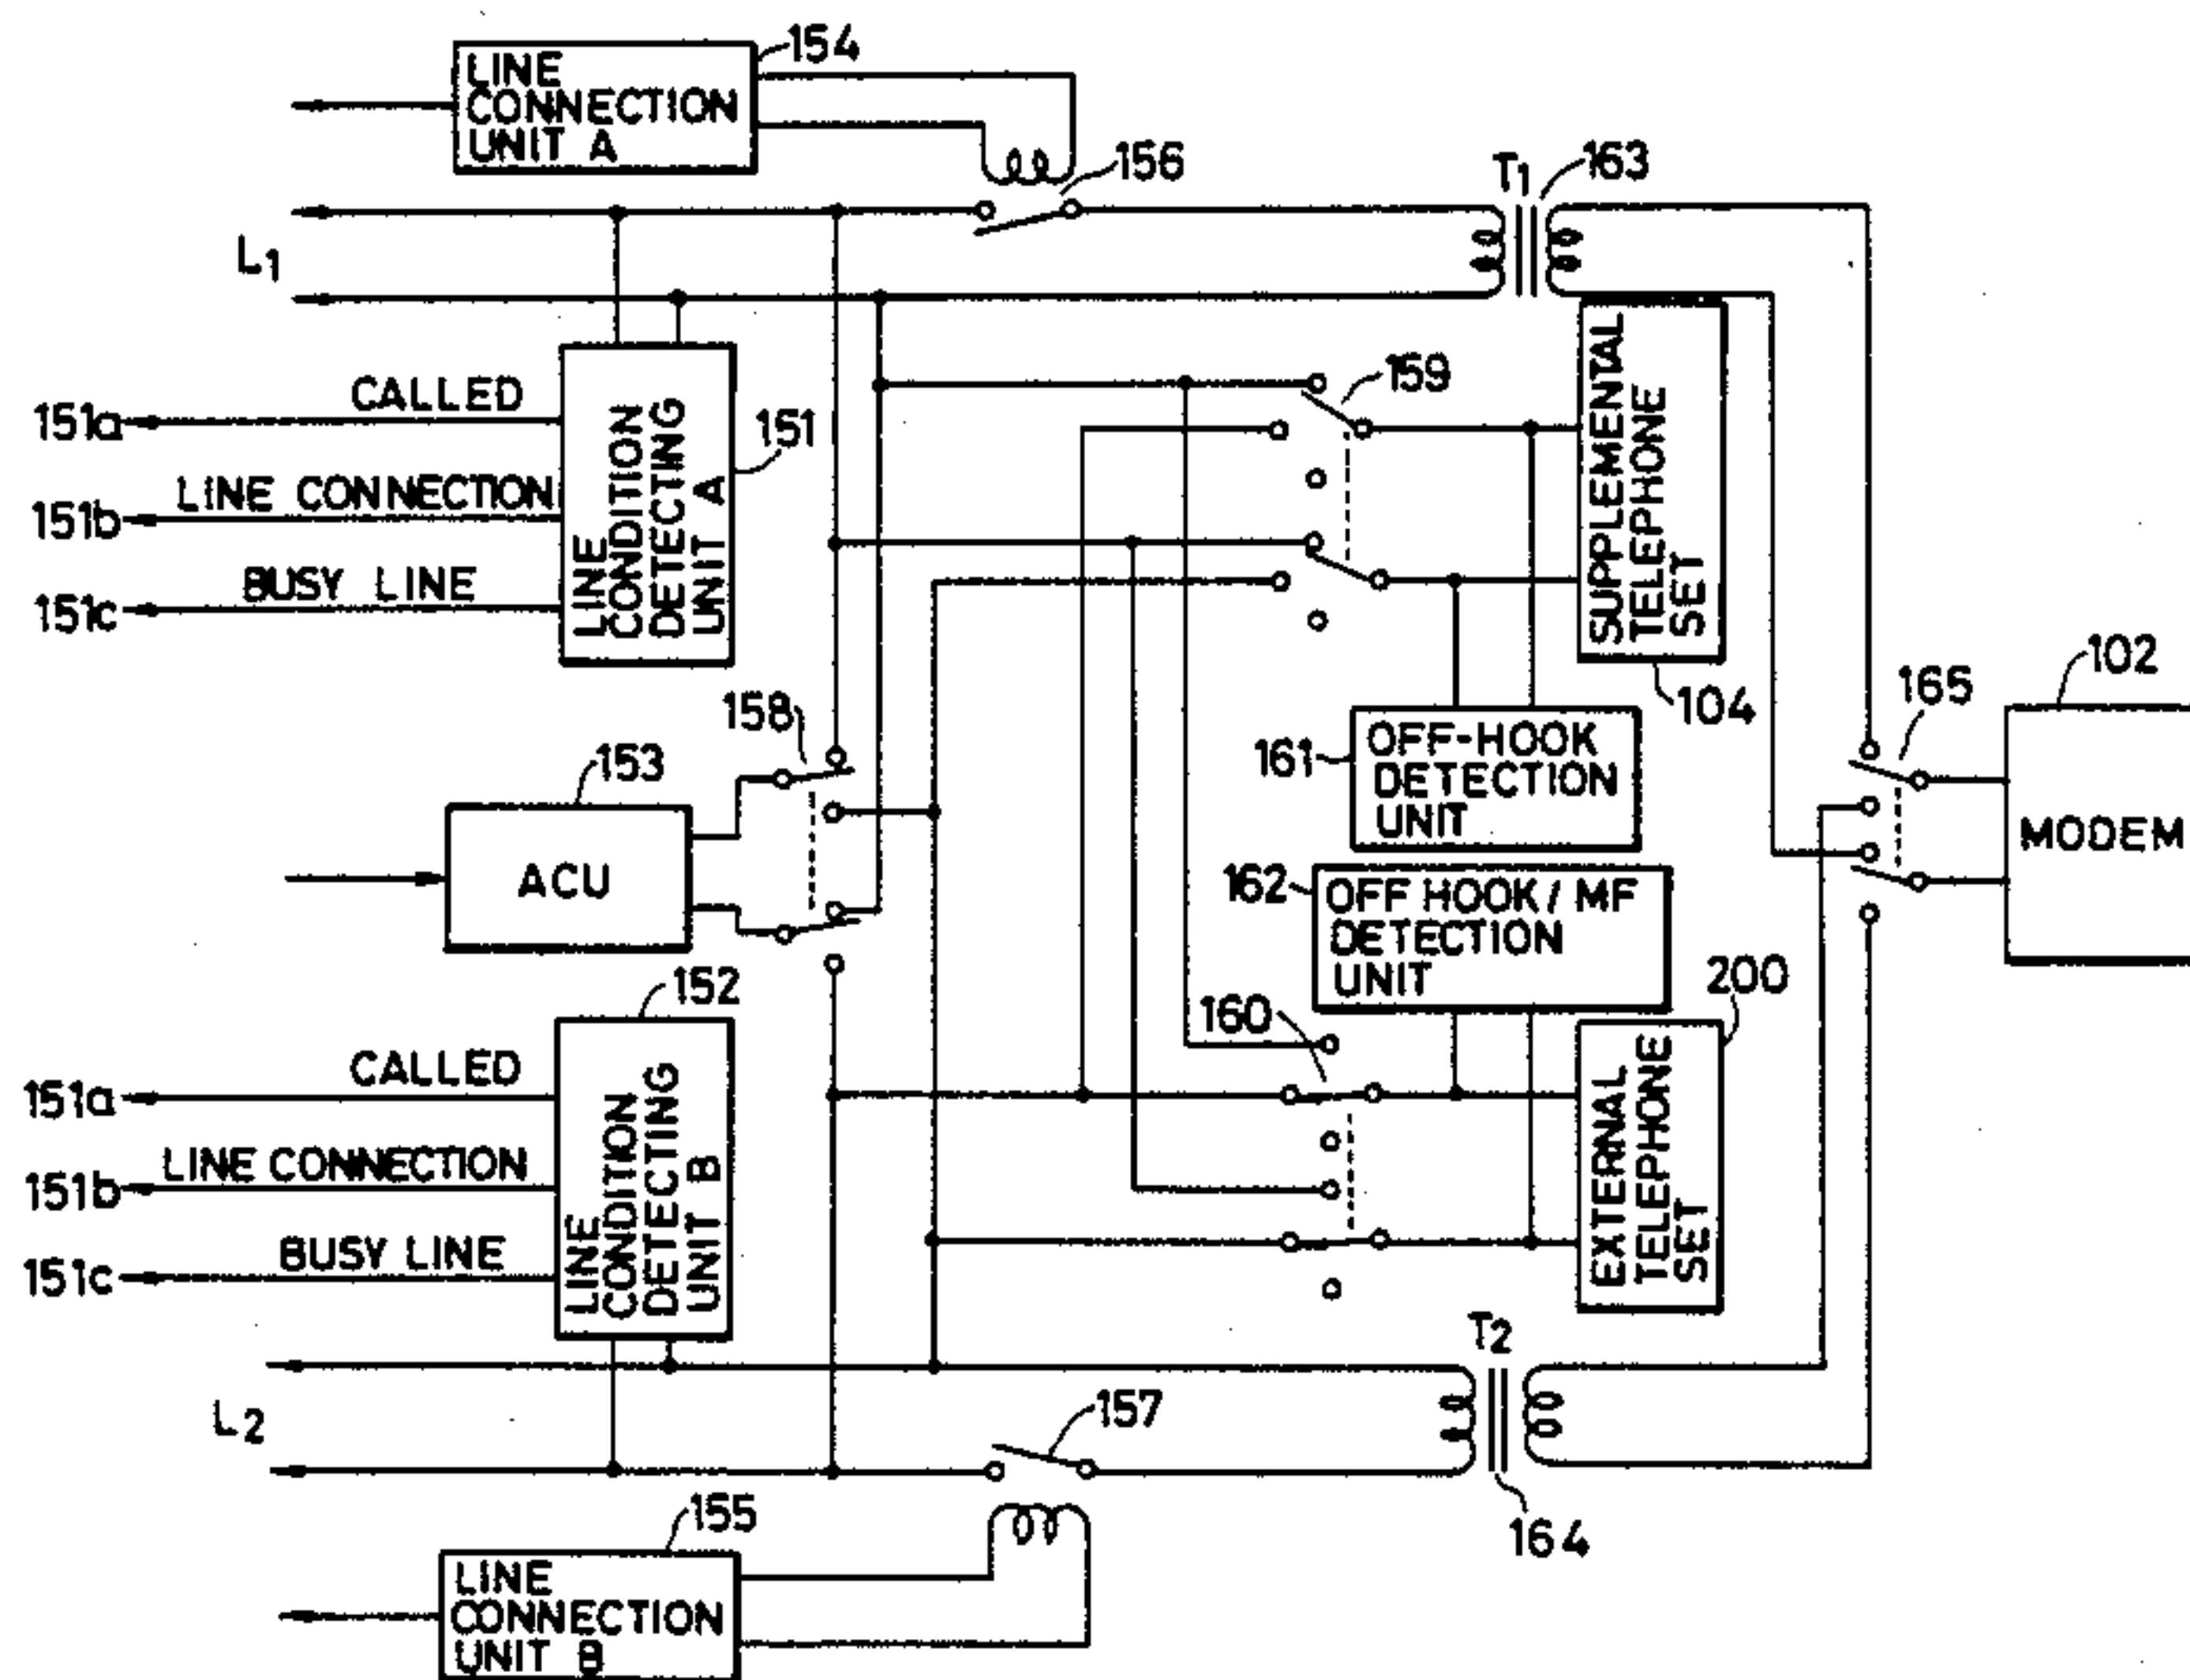 154
LINE
CONNECTION
UNIT A
156
T1
163
L1
159
CALLED
151a
LINE
CONDITION
DETECTING
UNIT A
151
SUPPLEMENTAL
TELEPHONE
SET
LINE CONNECTION
151b
BUSY LINE
151c
102
165
158
104
153
161
OFF-HOOK
DETECTION
UNIT
ACU
MODEM
162
OFF HOOK / MF
DETECTION
UNIT
152
200
160
CALLED
151a
LINE
CONDITION
DETECTING
UNIT B
EXTERNAL
TELEPHONE
SET
LINE CONNECTION
151b
BUSY LINE
151c
T2
L2
157
164
155
LINE
CONNECTION
UNIT B